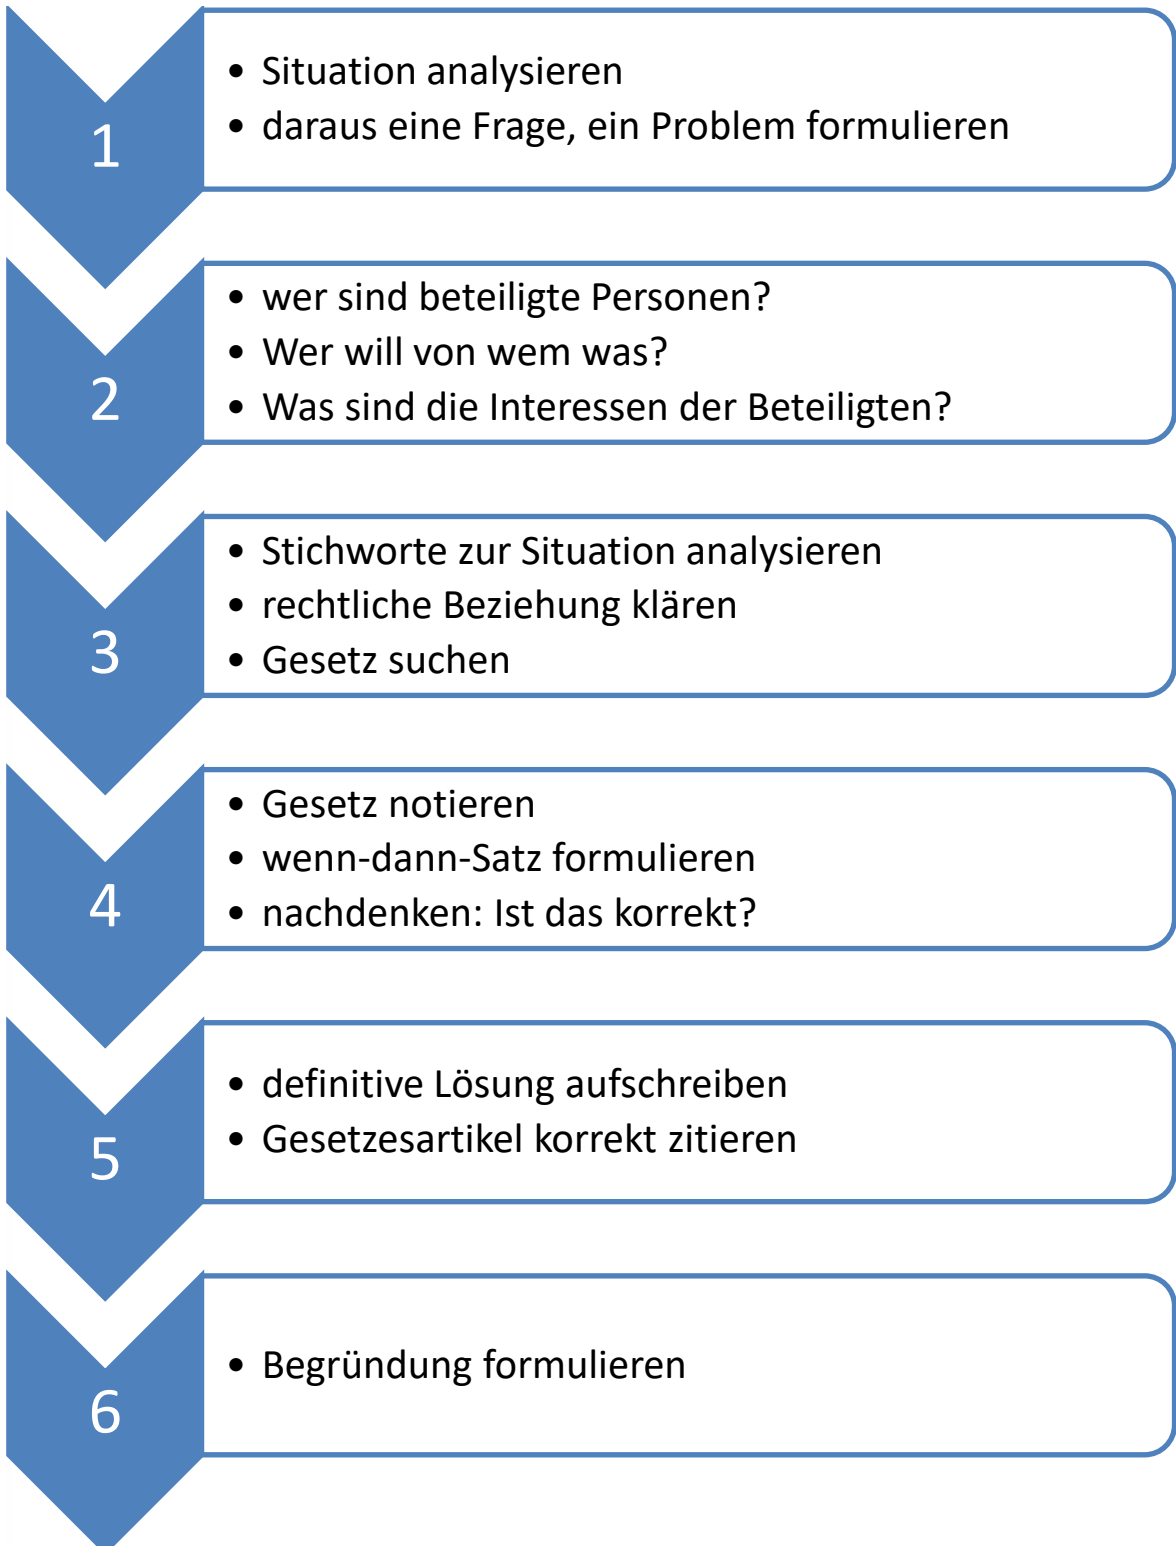 1
• Situation analysieren
• daraus eine Frage, ein Problem formulieren
2
• wer sind beteiligte Personen?
• Wer will von wem was?
• Was sind die Interessen der Beteiligten?
3
• Stichworte zur Situation analysieren
• rechtliche Beziehung klären
• Gesetz suchen
4
• Gesetz notieren
• wenn-dann-Satz formulieren
• nachdenken: Ist das korrekt?
5
• definitive Lösung aufschreiben
• Gesetzesartikel korrekt zitieren
6
• Begründung formulieren